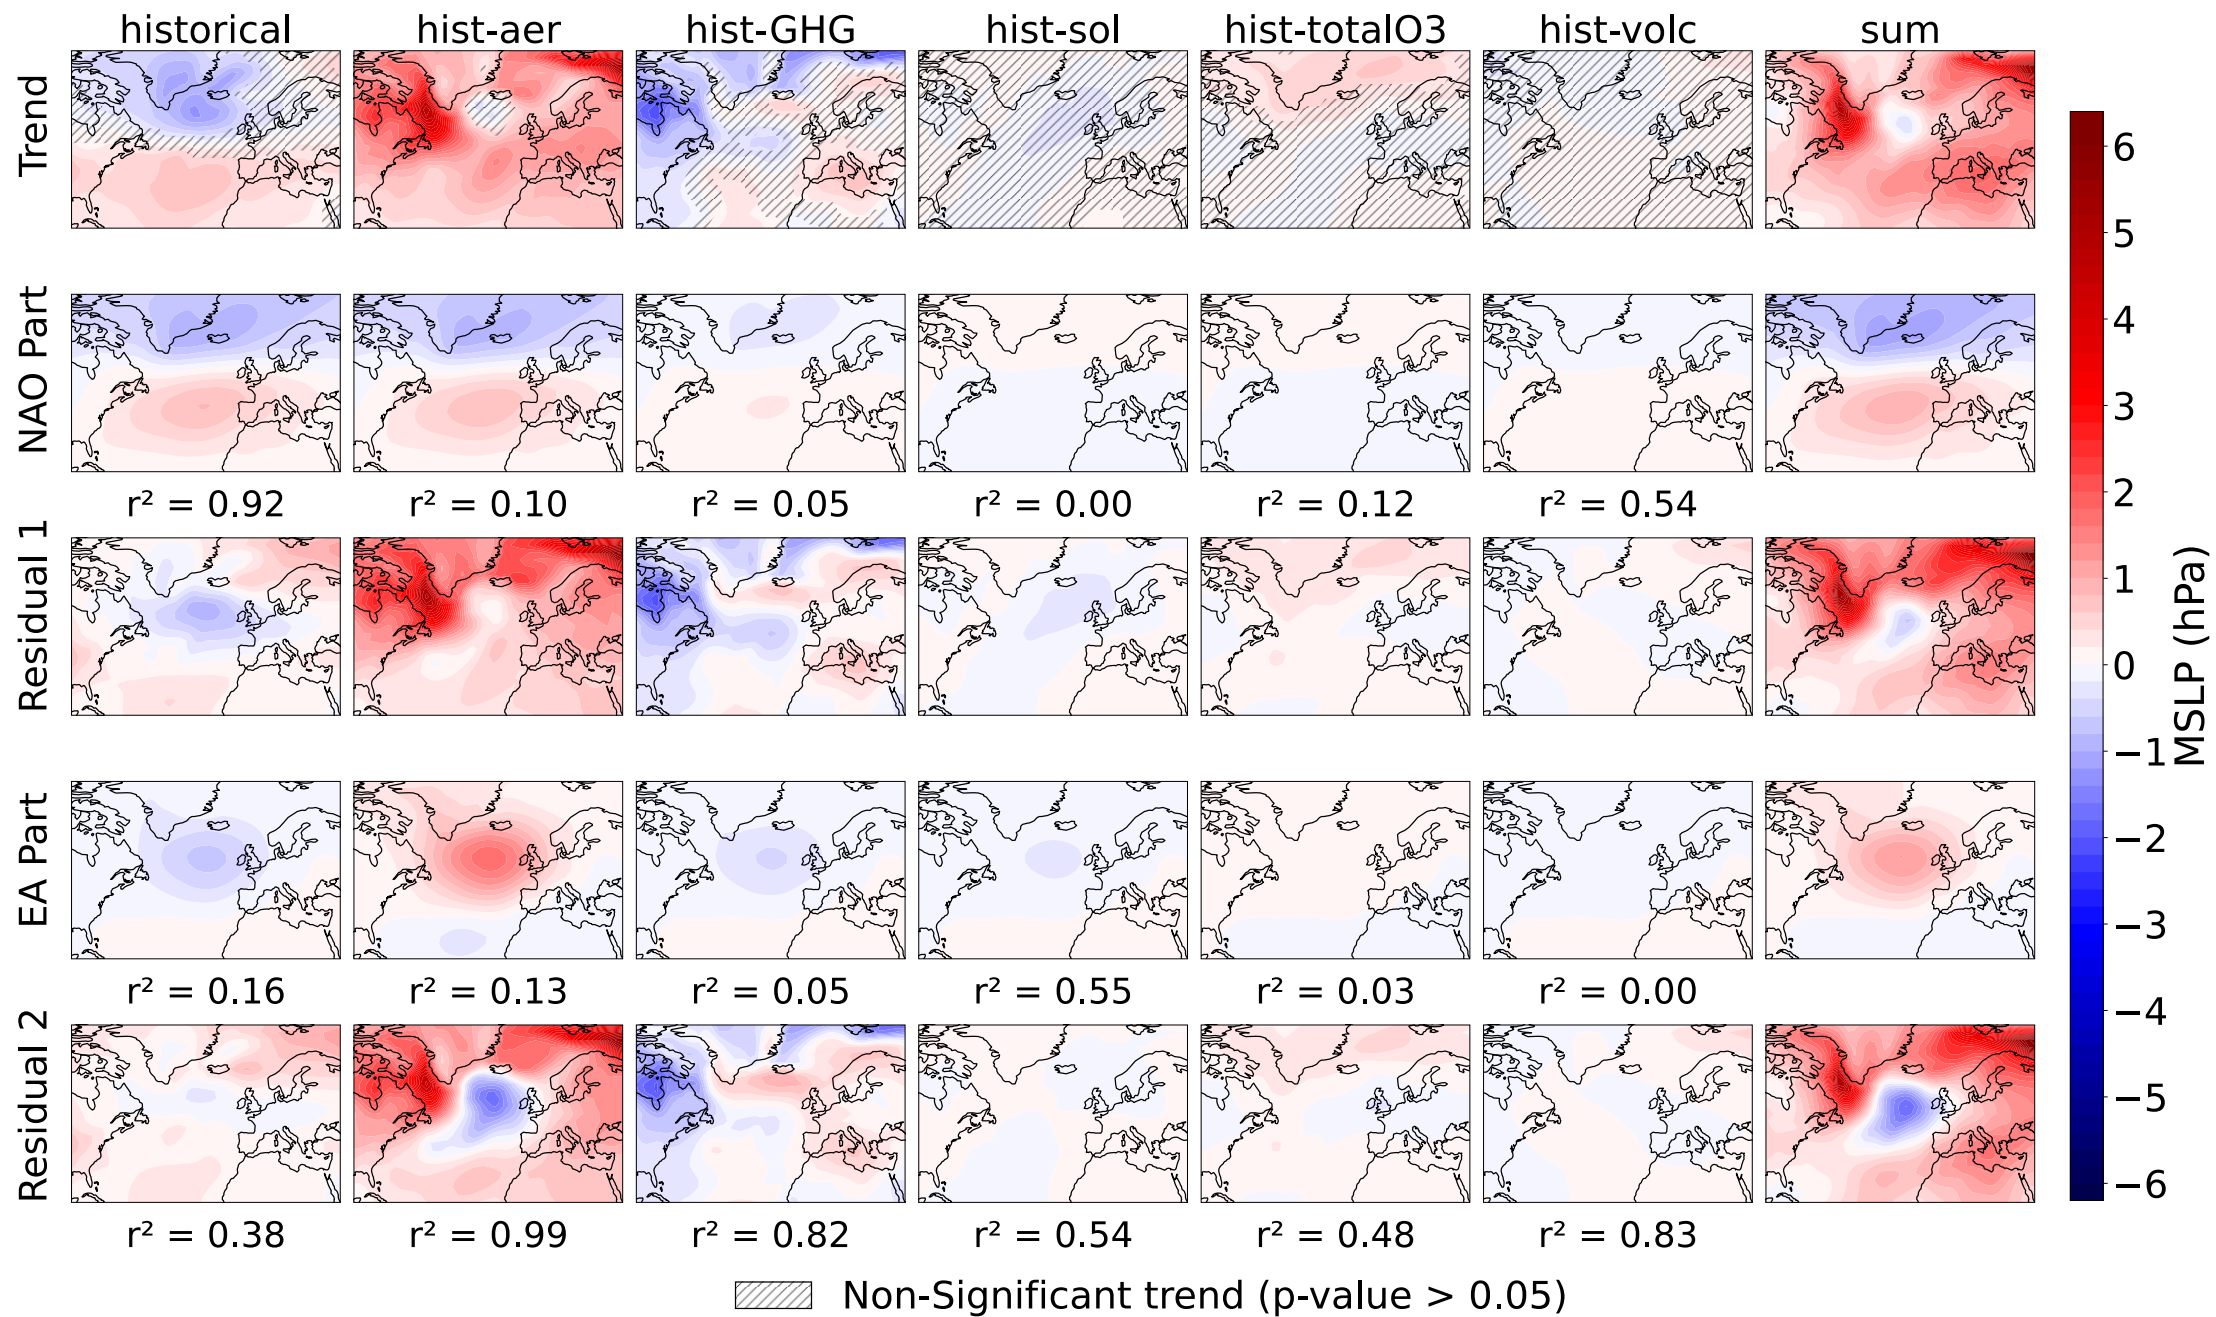 historical hist-aer hist-GHG hist-sol hist-totalO3 hist-volc sum
Trend
NAO Part
r² = 0.92 r² = 0.10 r² = 0.05 r² = 0.00 r² = 0.12 r² = 0.54
Residual 1
EA Part
r² = 0.16 r² = 0.13 r² = 0.05 r² = 0.55 r² = 0.03 r² = 0.00
Residual 2
r² = 0.38 r² = 0.99 r² = 0.82 r² = 0.54 r² = 0.48 r² = 0.83
Non-Significant trend (p-value > 0.05)
6
5
4
3
2
1
0
−1
−2
−3
−4
−5
−6
MSLP (hPa)